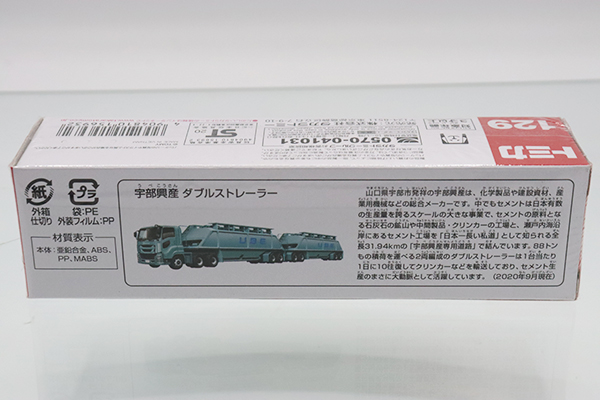 トミカ
129
対象年齢
0570-041031
ST
4904810156932
紙
外箱
仕切り
プラ
袋:PE
外装フィルム:PP
材質表示
本体:亜鉛合金、ABS、
PP、MABS
うべこうさん
宇部興産 ダブルストレーラー
UBE
山口県宇部市発祥の宇部興産は、化学製品や建設資材、産
業用機械などの総合メーカーです。中でもセメントは日本有数
の生産量を誇るスケールの大きな事業で、セメントの原料とな
る石灰石の鉱山や中間製品・クリンカーの工場と、瀬戸内海沿
岸にあるセメント工場を「日本一長い私道」として知られる全
長31.94kmの「宇部興産専用道路」で結んでいます。88トン
もの積荷を運べる2両編成のダブルストレーラーは1台当たり
1日に10往復してクリンカーなどを輸送しており、セメント生
産のまさに大動脈として活躍しています。(2020年9月現在)